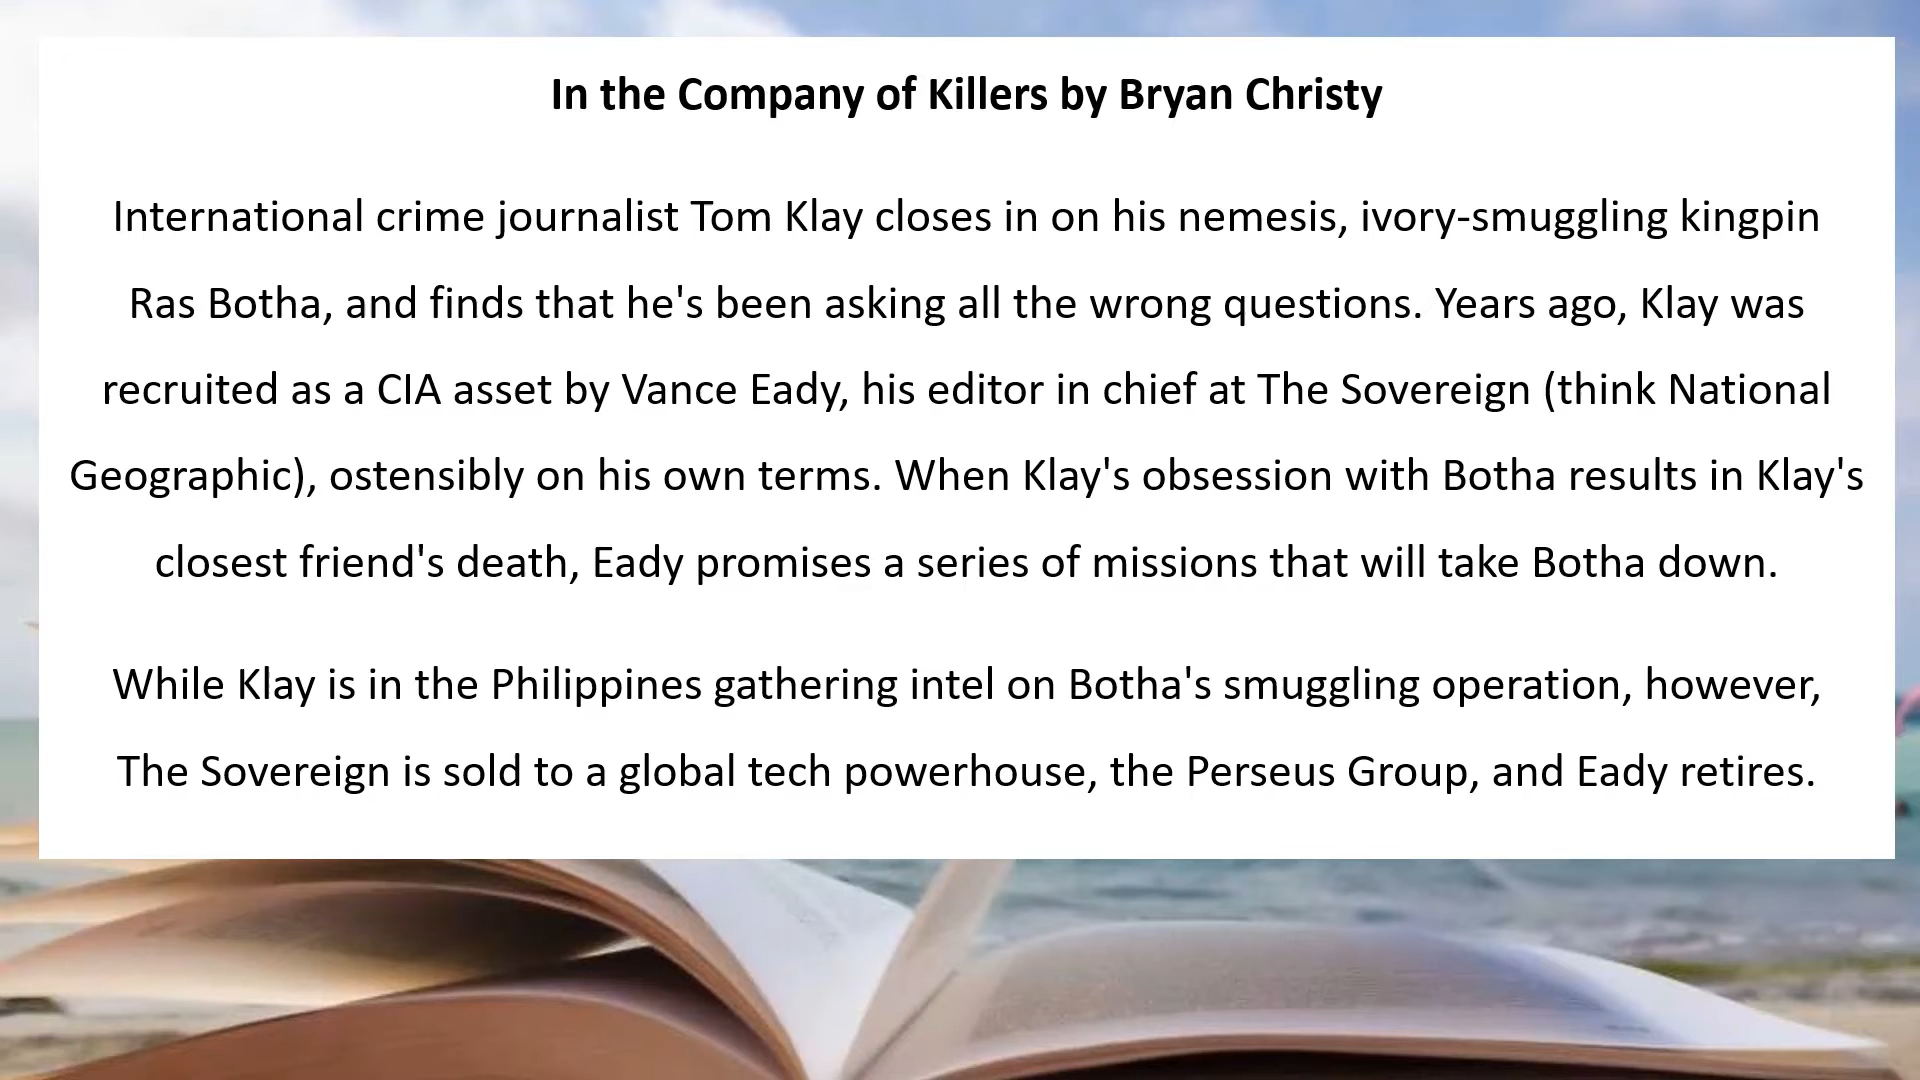 In the Company of Killers by Bryan Christy
International crime journalist Tom Klay closes in on his nemesis, ivory-smuggling kingpin
Ras Botha, and finds that he's been asking all the wrong questions. Years ago, Klay was
recruited as a CIA asset by Vance Eady, his editor in chief at The Sovereign (think National
Geographic), ostensibly on his own terms. When Klay's obsession with Botha results in Klay's
closest friend's death, Eady promises a series of missions that will take Botha down.
While Klay is in the Philippines gathering intel on Botha's smuggling operation, however,
The Sovereign is sold to a global tech powerhouse, the Perseus Group, and Eady retires.